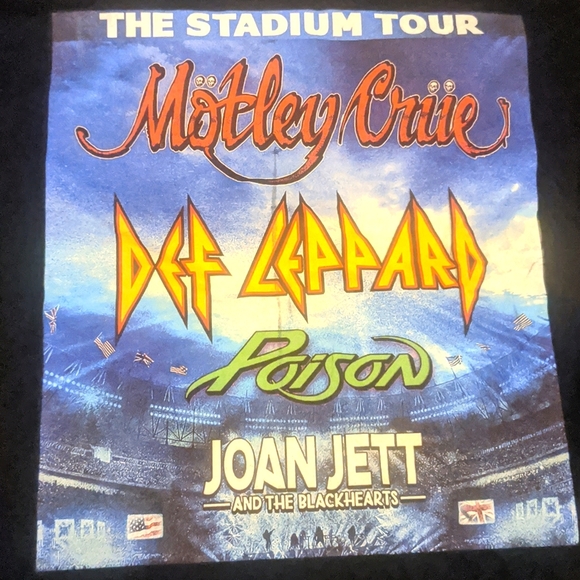 THE STADIUM TOUR
Mötley Crüe
DEF LEPPARD
Poison
JOAN JETT
AND THE BLACKHEARTS